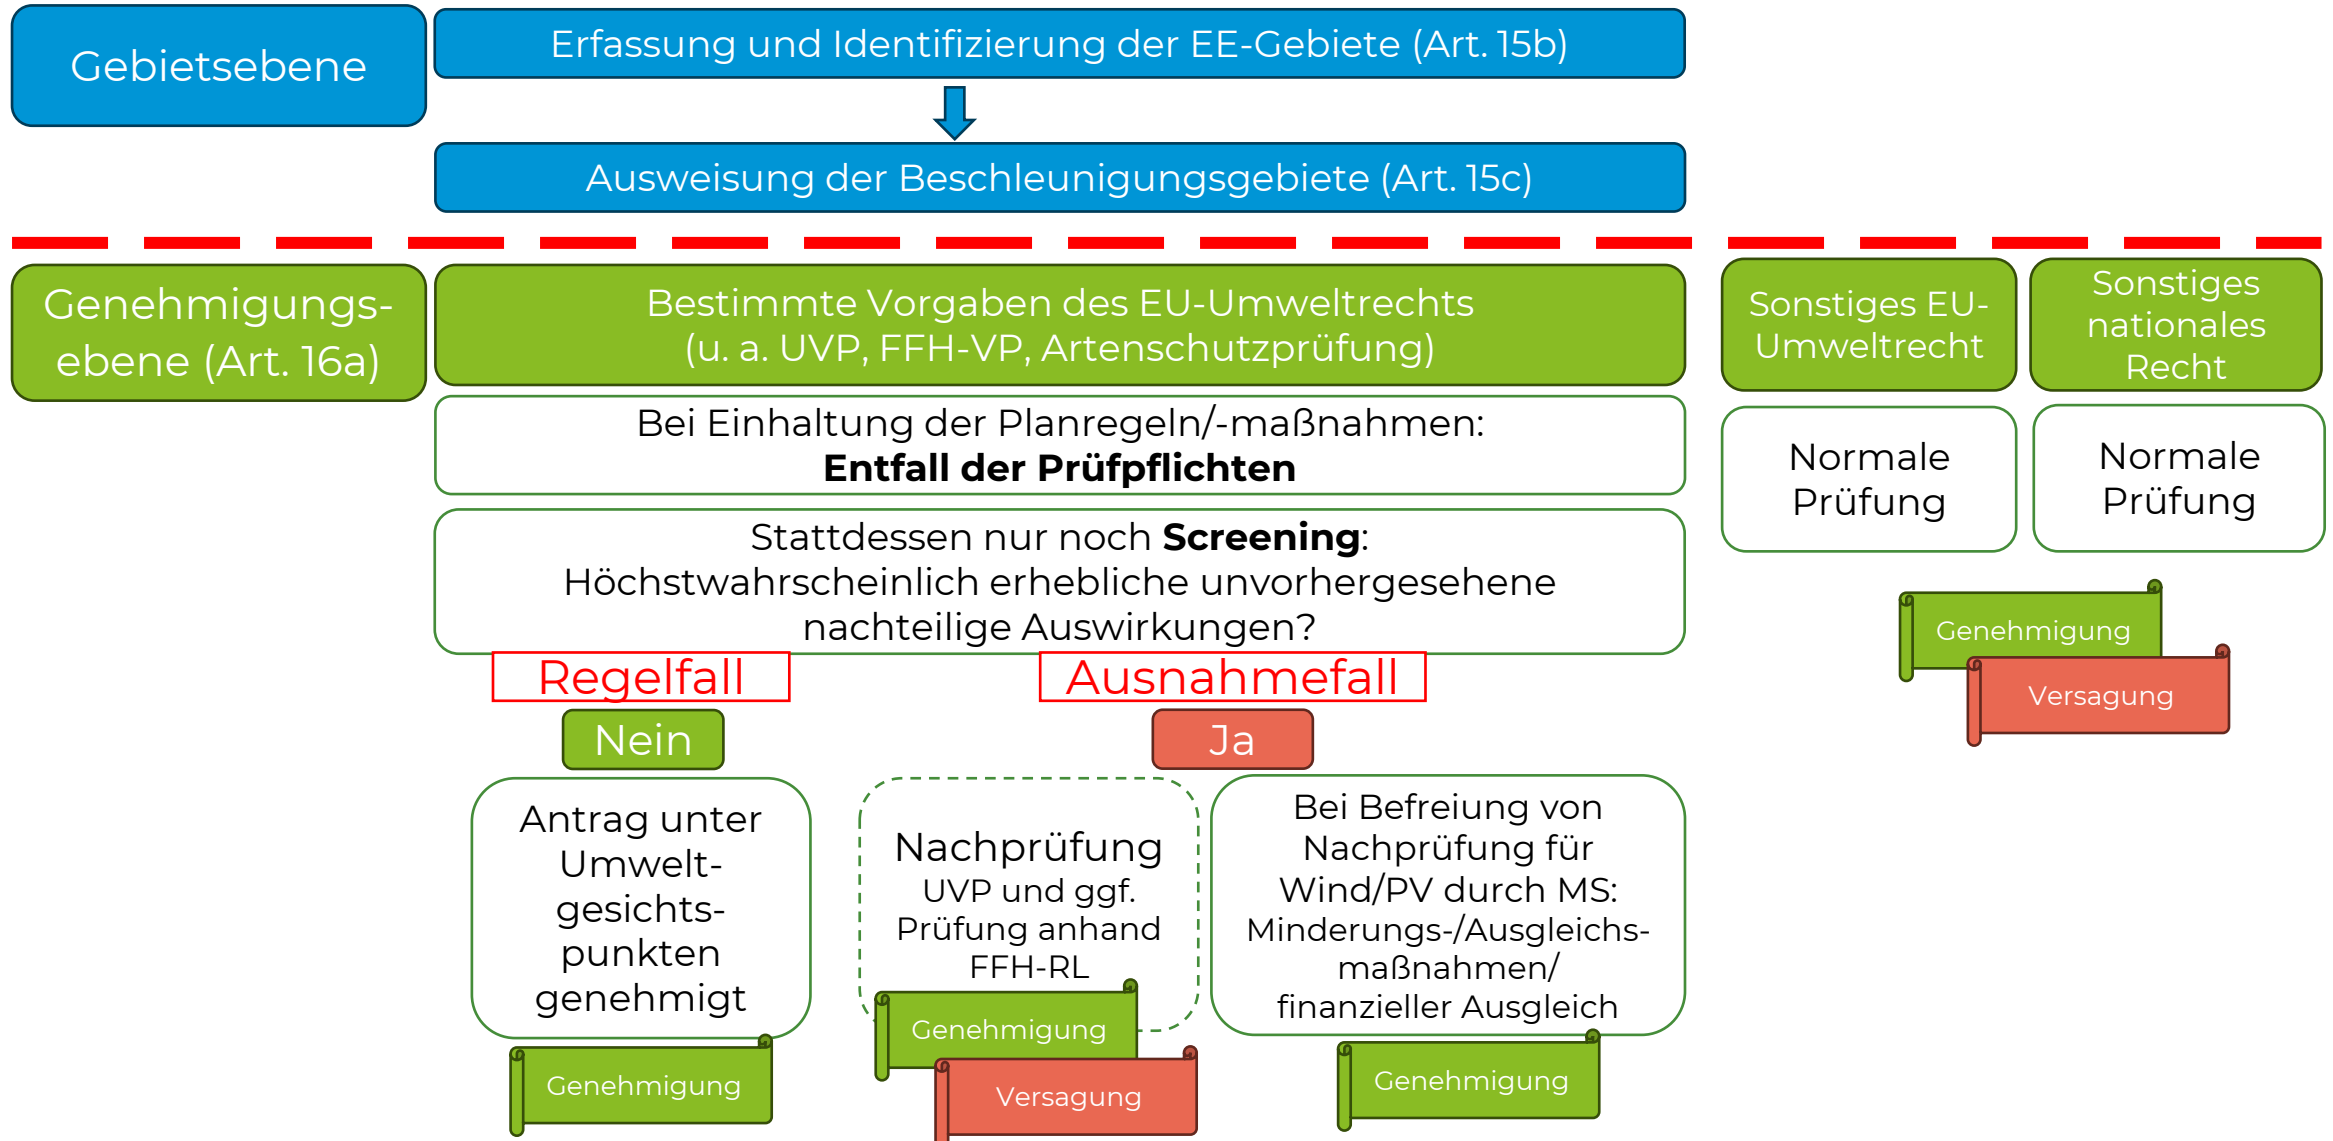 Gebietsebene
Erfassung und Identifizierung der EE-Gebiete (Art. 15b)
Ausweisung der Beschleunigungsgebiete (Art. 15c)
Genehmigungs-
ebene (Art. 16a)
Bestimmte Vorgaben des EU-Umweltrechts
(u. a. UVP, FFH-VP, Artenschutzprüfung)
Bei Einhaltung der Planregeln/-maßnahmen:
Entfall der Prüfpflichten
Stattdessen nur noch Screening:
Höchstwahrscheinlich erhebliche unvorhergesehene
nachteilige Auswirkungen?
Regelfall
Nein
Antrag unter
Umwelt-
gesichts-
punkten
genehmigt
Genehmigung
Ausnahmefall
Ja
Nachprüfung
UVP und ggf.
Prüfung anhand
FFH-RL
Genehmigung
Versagung
Bei Befreiung von
Nachprüfung für
Wind/PV durch MS:
Minderungs-/Ausgleichs-
maßnahmen/
finanzieller Ausgleich
Genehmigung
Sonstiges EU-
Umweltrecht
Normale
Prüfung
Sonstiges
nationales
Recht
Normale
Prüfung
Genehmigung
Versagung